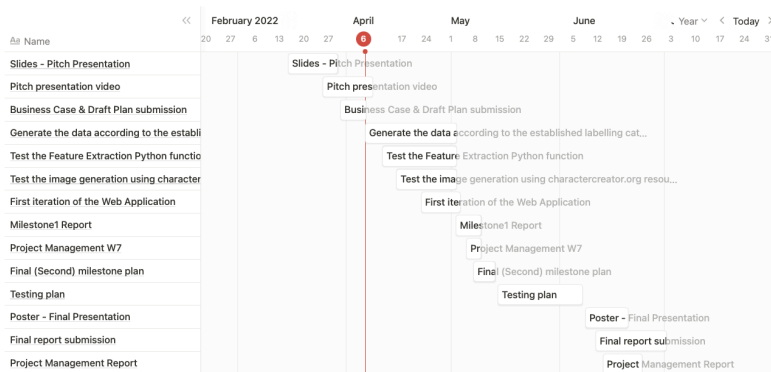 February 2022 April May June Year Today
20 27 6 13 20 27 6 17 24 1 8 15 22 29 5 12 19 26 3 10 17 24 31
Aa Name
Slides - Pitch Presentation Slides - Pitch Presentation
Pitch presentation video Pitch presentation video
Business Case & Draft Plan submission Business Case & Draft Plan submission
Generate the data according to the establi Generate the data according to the established labelling cat...
Test the Feature Extraction Python functio Test the Feature Extraction Python function
Test the image generation using character Test the image generation using charactercreator.org resou...
First iteration of the Web Application First iteration of the Web Application
Milestone1 Report Milestone1 Report
Project Management W7 Project Management W7
Final (Second) milestone plan Final (Second) milestone plan
Testing plan Testing plan
Poster - Final Presentation Poster - Final Presentation
Final report submission Final report submission
Project Management Report Project Management Report